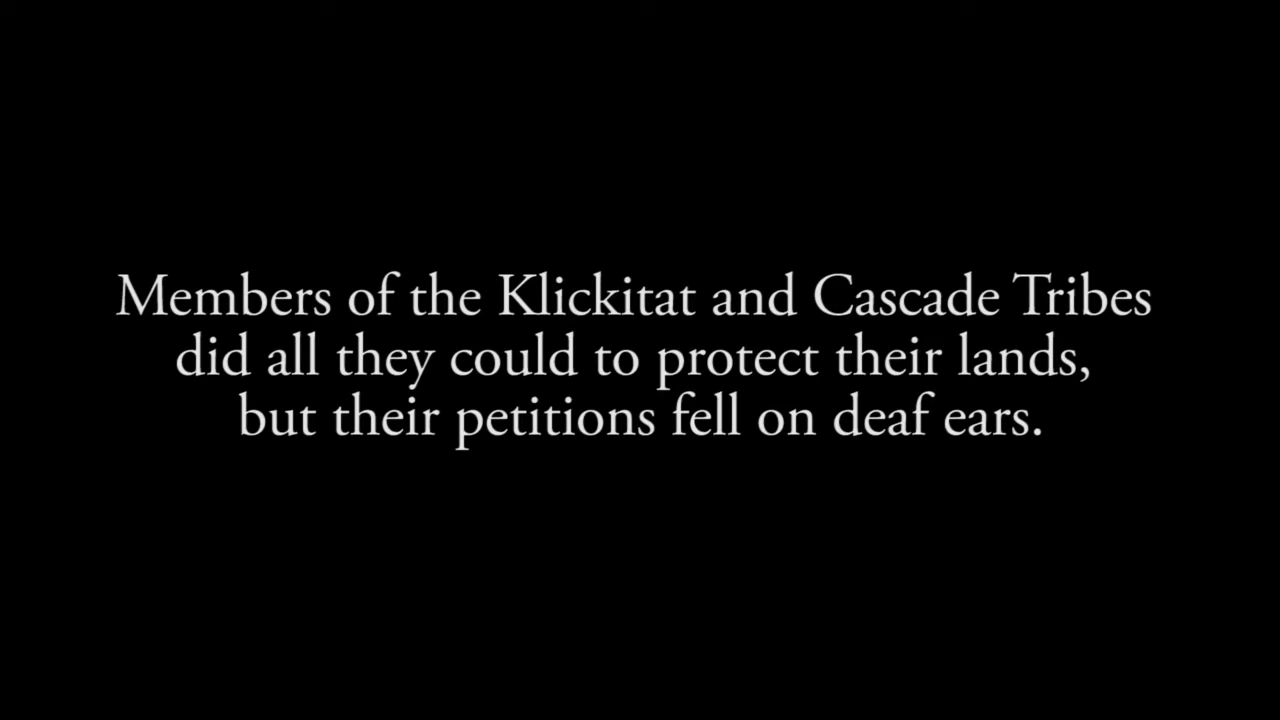 Members of the Klickitat and Cascade Tribes
did all they could to protect their lands,
but their petitions fell on deaf ears.